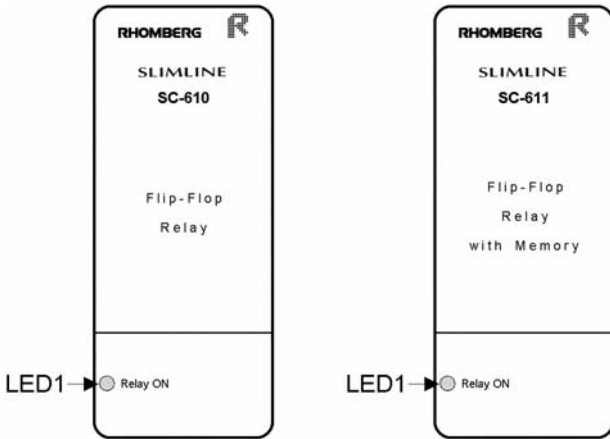 RHOMBERG R
SLIMLINE
SC-610
Flip-Flop
Relay
LED1 Relay ON
RHOMBERG R
SLIMLINE
SC-611
Flip-Flop
Relay
with Memory
LED1 Relay ON